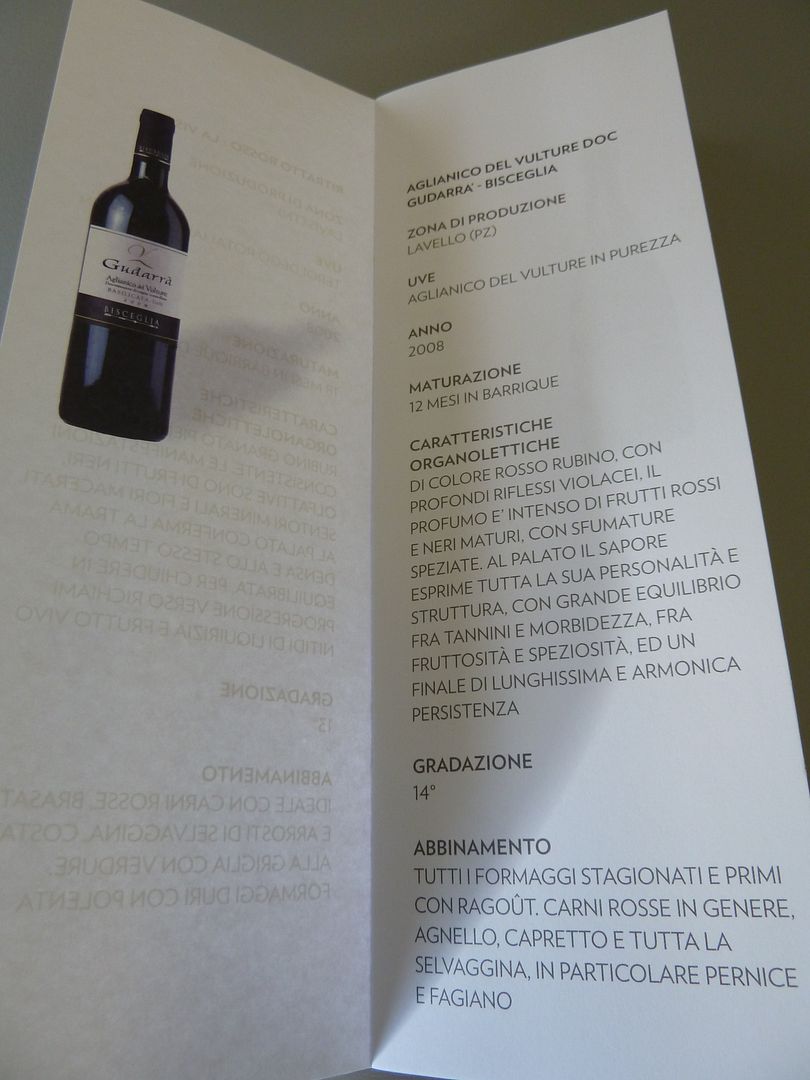 Gudarrà
Aglianico del Vulture
BASILICATA
BISCEGLIA
AGLIANICO DEL VULTURE DOC
GUDARRA' - BISCEGLIA
ZONA DI PRODUZIONE
LAVELLO (PZ)
UVE
AGLIANICO DEL VULTURE IN PUREZZA
ANNO
2008
MATURAZIONE
12 MESI IN BARRIQUE
CARATTERISTICHE
ORGANOLETTICHE
DI COLORE ROSSO RUBINO, CON
PROFONDI RIFLESSI VIOLACEI, IL
PROFUMO E' INTENSO DI FRUTTI ROSSI
E NERI MATURI, CON SFUMATURE
SPEZIATE. AL PALATO IL SAPORE
ESPRIME TUTTA LA SUA PERSONALITÀ E
STRUTTURA, CON GRANDE EQUILIBRIO
FRA TANNINI E MORBIDEZZA, FRA
FRUTTOSITÀ E SPEZIOSITÀ, ED UN
FINALE DI LUNGHISSIMA E ARMONICA
PERSISTENZA
GRADAZIONE
14°
ABBINAMENTO
TUTTI I FORMAGGI STAGIONATI E PRIMI
CON RAGOÛT. CARNI ROSSE IN GENERE,
AGNELLO, CAPRETTO E TUTTA LA
SELVAGGINA, IN PARTICOLARE PERNICE
E FAGIANO